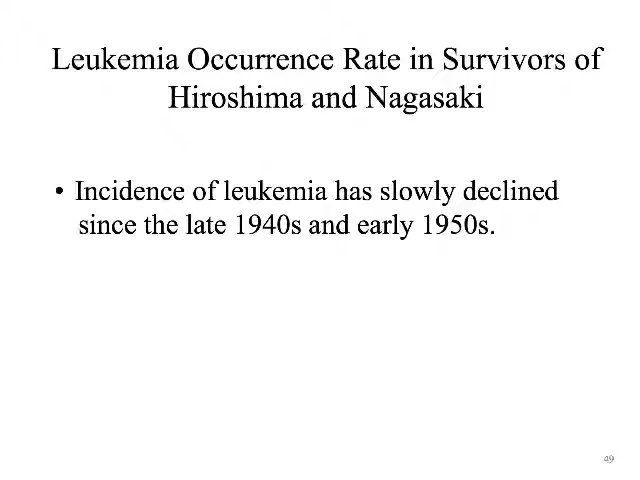 Leukemia Occurrence Rate in Survivors of
Hiroshima and Nagasaki
• Incidence of leukemia has slowly declined
since the late 1940s and early 1950s.
49